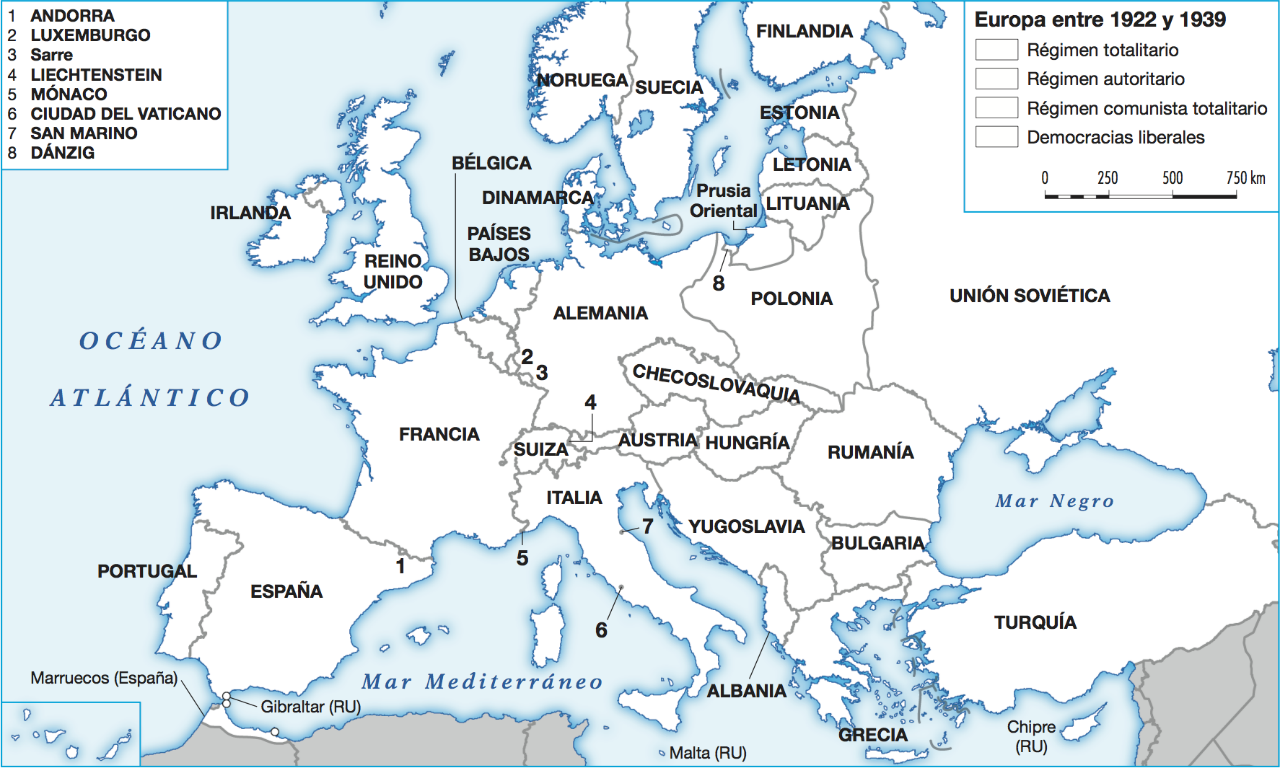 1 ANDORRA
2 LUXEMBURGO
3 Sarre
4 LIECHTENSTEIN
5 MÓNACO
6 CIUDAD DEL VATICANO
7 SAN MARINO
8 DÁNZIG
Europa entre 1922 y 1939
Régimen totalitario
Régimen autoritario
Régimen comunista totalitario
Democracias liberales
0 250 500 750 km
FINLANDIA
NORUEGA
SUECIA
ESTONIA
LETONIA
BÉLGICA
DINAMARCA
Prusia
Oriental
LITUANIA
IRLANDA
PAÍSES
BAJOS
REINO
UNIDO
8
POLONIA
UNIÓN SOVIÉTICA
ALEMANIA
OCÉANO
ATLÁNTICO
2
3
CHECOSLOVAQUIA
4
FRANCIA
SUIZA
AUSTRIA
HUNGRÍA
RUMANÍA
ITALIA
Mar Negro
7
YUGOSLAVIA
BULGARIA
5
1
PORTUGAL
ESPAÑA
6
TURQUÍA
Marruecos (España)
Mar Mediterráneo
ALBANIA
Gibraltar (RU)
GRECIA
Chipre
(RU)
Malta (RU)